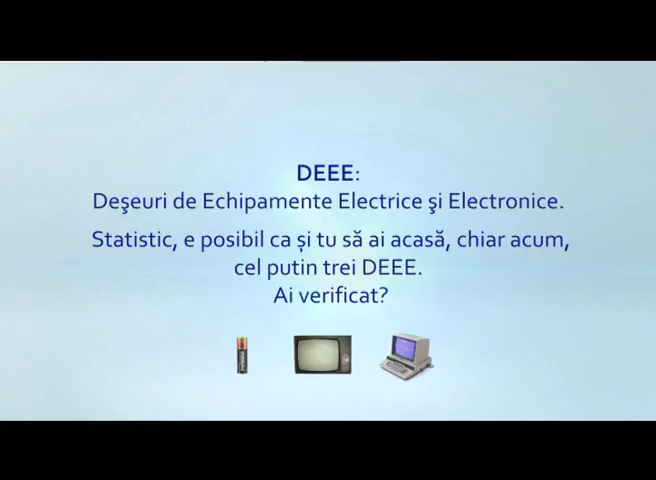 DEEE:
Deşeuri de Echipamente Electrice şi Electronice.
Statistic, e posibil ca și tu să ai acasă, chiar acum,
cel putin trei DEEE.
Ai verificat?